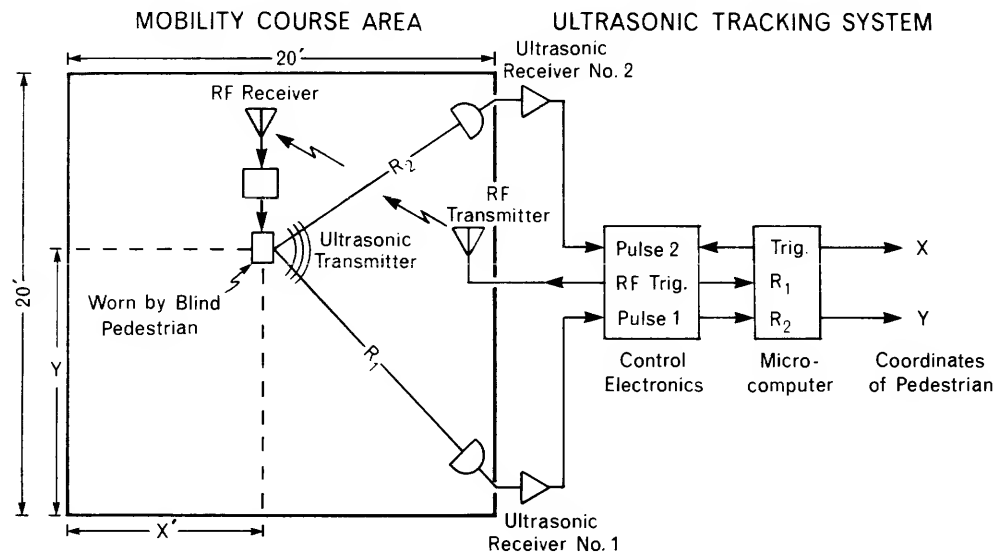 MOBILITY COURSE AREA
ULTRASONIC TRACKING SYSTEM
20′
Ultrasonic
Receiver No. 2
RF Receiver
R2
RF
Transmitter
Ultrasonic
Transmitter
20′
Worn by Blind
Pedestrian
Y
R1
X′
Pulse 2
RF Trig.
Pulse 1
Trig.
R1
R2
X
Y
Control
Electronics
Micro-
computer
Coordinates
of Pedestrian
Ultrasonic
Receiver No. 1